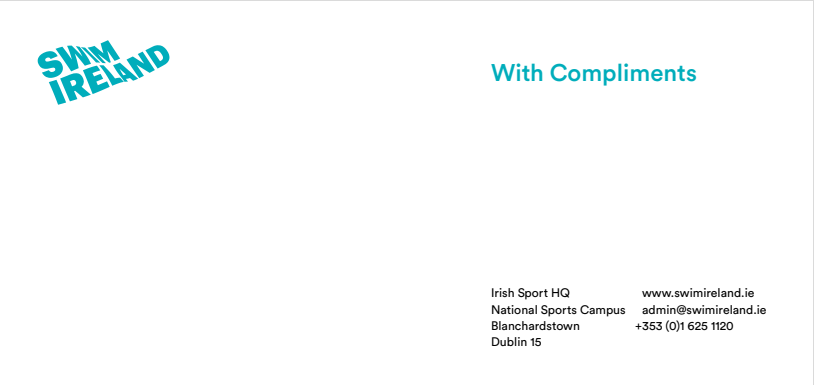 SWIM
IRELAND
With Compliments
Irish Sport HQ
National Sports Campus
Blanchardstown
Dublin 15
www.swimireland.ie
admin@swimireland.ie
+353 (0)1 625 1120